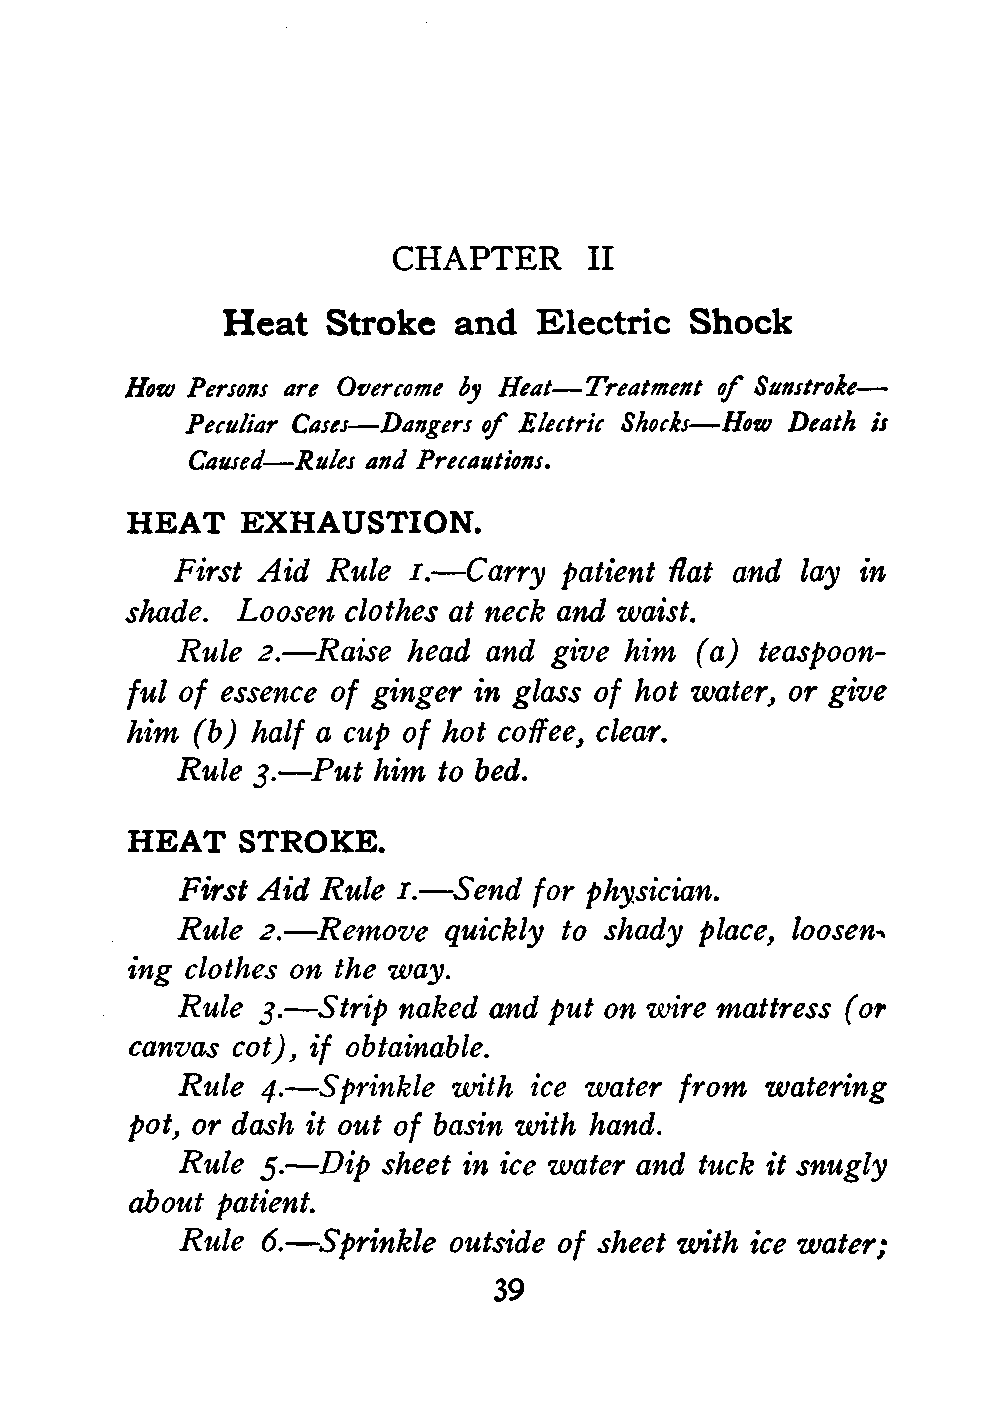 CHAPTER II
Heat Stroke and Electric Shock
How Persons are Overcome by Heat—Treatment of Sunstroke—
Peculiar Cases—Dangers of Electric Shocks—How Death is
Caused—Rules and Precautions.
HEAT EXHAUSTION.
First Aid Rule 1.—Carry patient flat and lay in
shade. Loosen clothes at neck and waist.
Rule 2.—Raise head and give him (a) teaspoon-
ful of essence of ginger in glass of hot water, or give
him (b) half a cup of hot coffee, clear.
Rule 3.—Put him to bed.
HEAT STROKE.
First Aid Rule 1.—Send for physician.
Rule 2.—Remove quickly to shady place, loosen-
ing clothes on the way.
Rule 3.—Strip naked and put on wire mattress (or
canvas cot), if obtainable.
Rule 4.—Sprinkle with ice water from watering
pot, or dash it out of basin with hand.
Rule 5.—Dip sheet in ice water and tuck it snugly
about patient.
Rule 6.—Sprinkle outside of sheet with ice water;
39